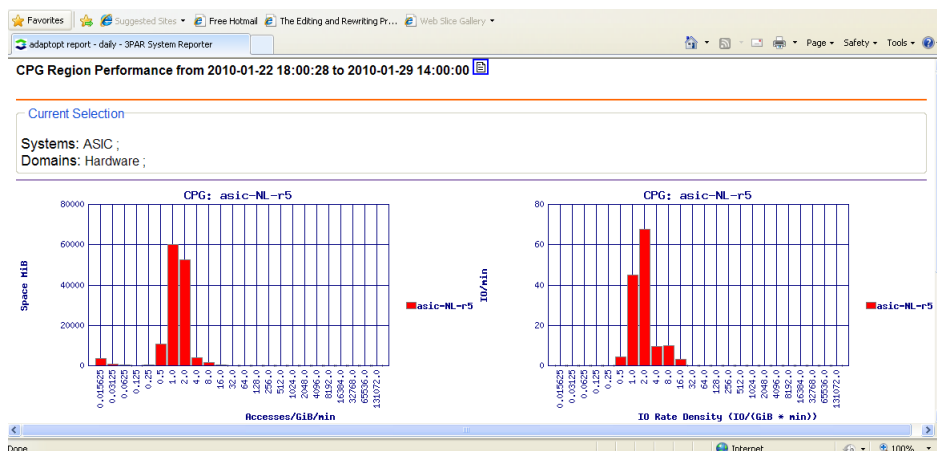 Favorites Suggested Sites Free Hotmail The Editing and Rewriting Pr... Web Slice Gallery
adaptopt report - daily - 3PAR System Reporter Page Safety Tools
CPG Region Performance from 2010-01-22 18:00:28 to 2010-01-29 14:00:00
Current Selection
Systems: ASIC ;
Domains: Hardware ;
CPG: asic-NL-r5
80000
60000
40000
20000
0
Space MiB
0.015625 0.03125 0.0625 0.125 0.25 0.5 1.0 2.0 4.0 8.0 16.0 32.0 64.0 128.0 256.0 512.0 1024.0 2048.0 4096.0 8192.0 16384.0 32768.0 65536.0 131072.0
Accesses/GiB/min
asic-NL-r5
CPG: asic-NL-r5
80
60
40
20
0
IO/min
0.015625 0.03125 0.0625 0.125 0.25 0.5 1.0 2.0 4.0 8.0 16.0 32.0 64.0 128.0 256.0 512.0 1024.0 2048.0 4096.0 8192.0 16384.0 32768.0 65536.0 131072.0
IO Rate Density (IO/(GiB * min))
asic-NL-r5
Done Internet 100%